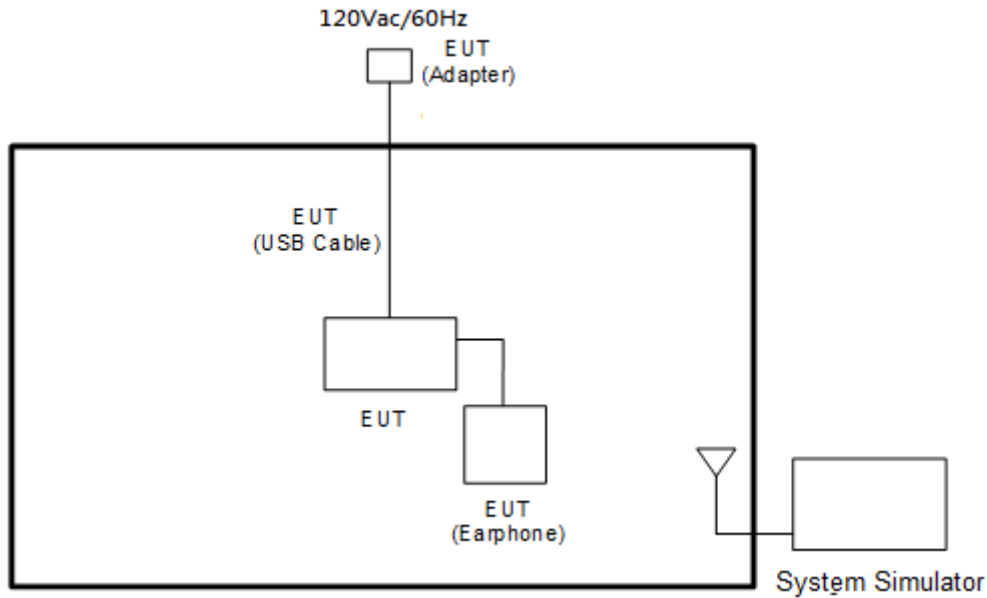 120Vac/60Hz
EUT
(Adapter)
EUT
(USB Cable)
EUT
EUT
(Earphone)
System Simulator